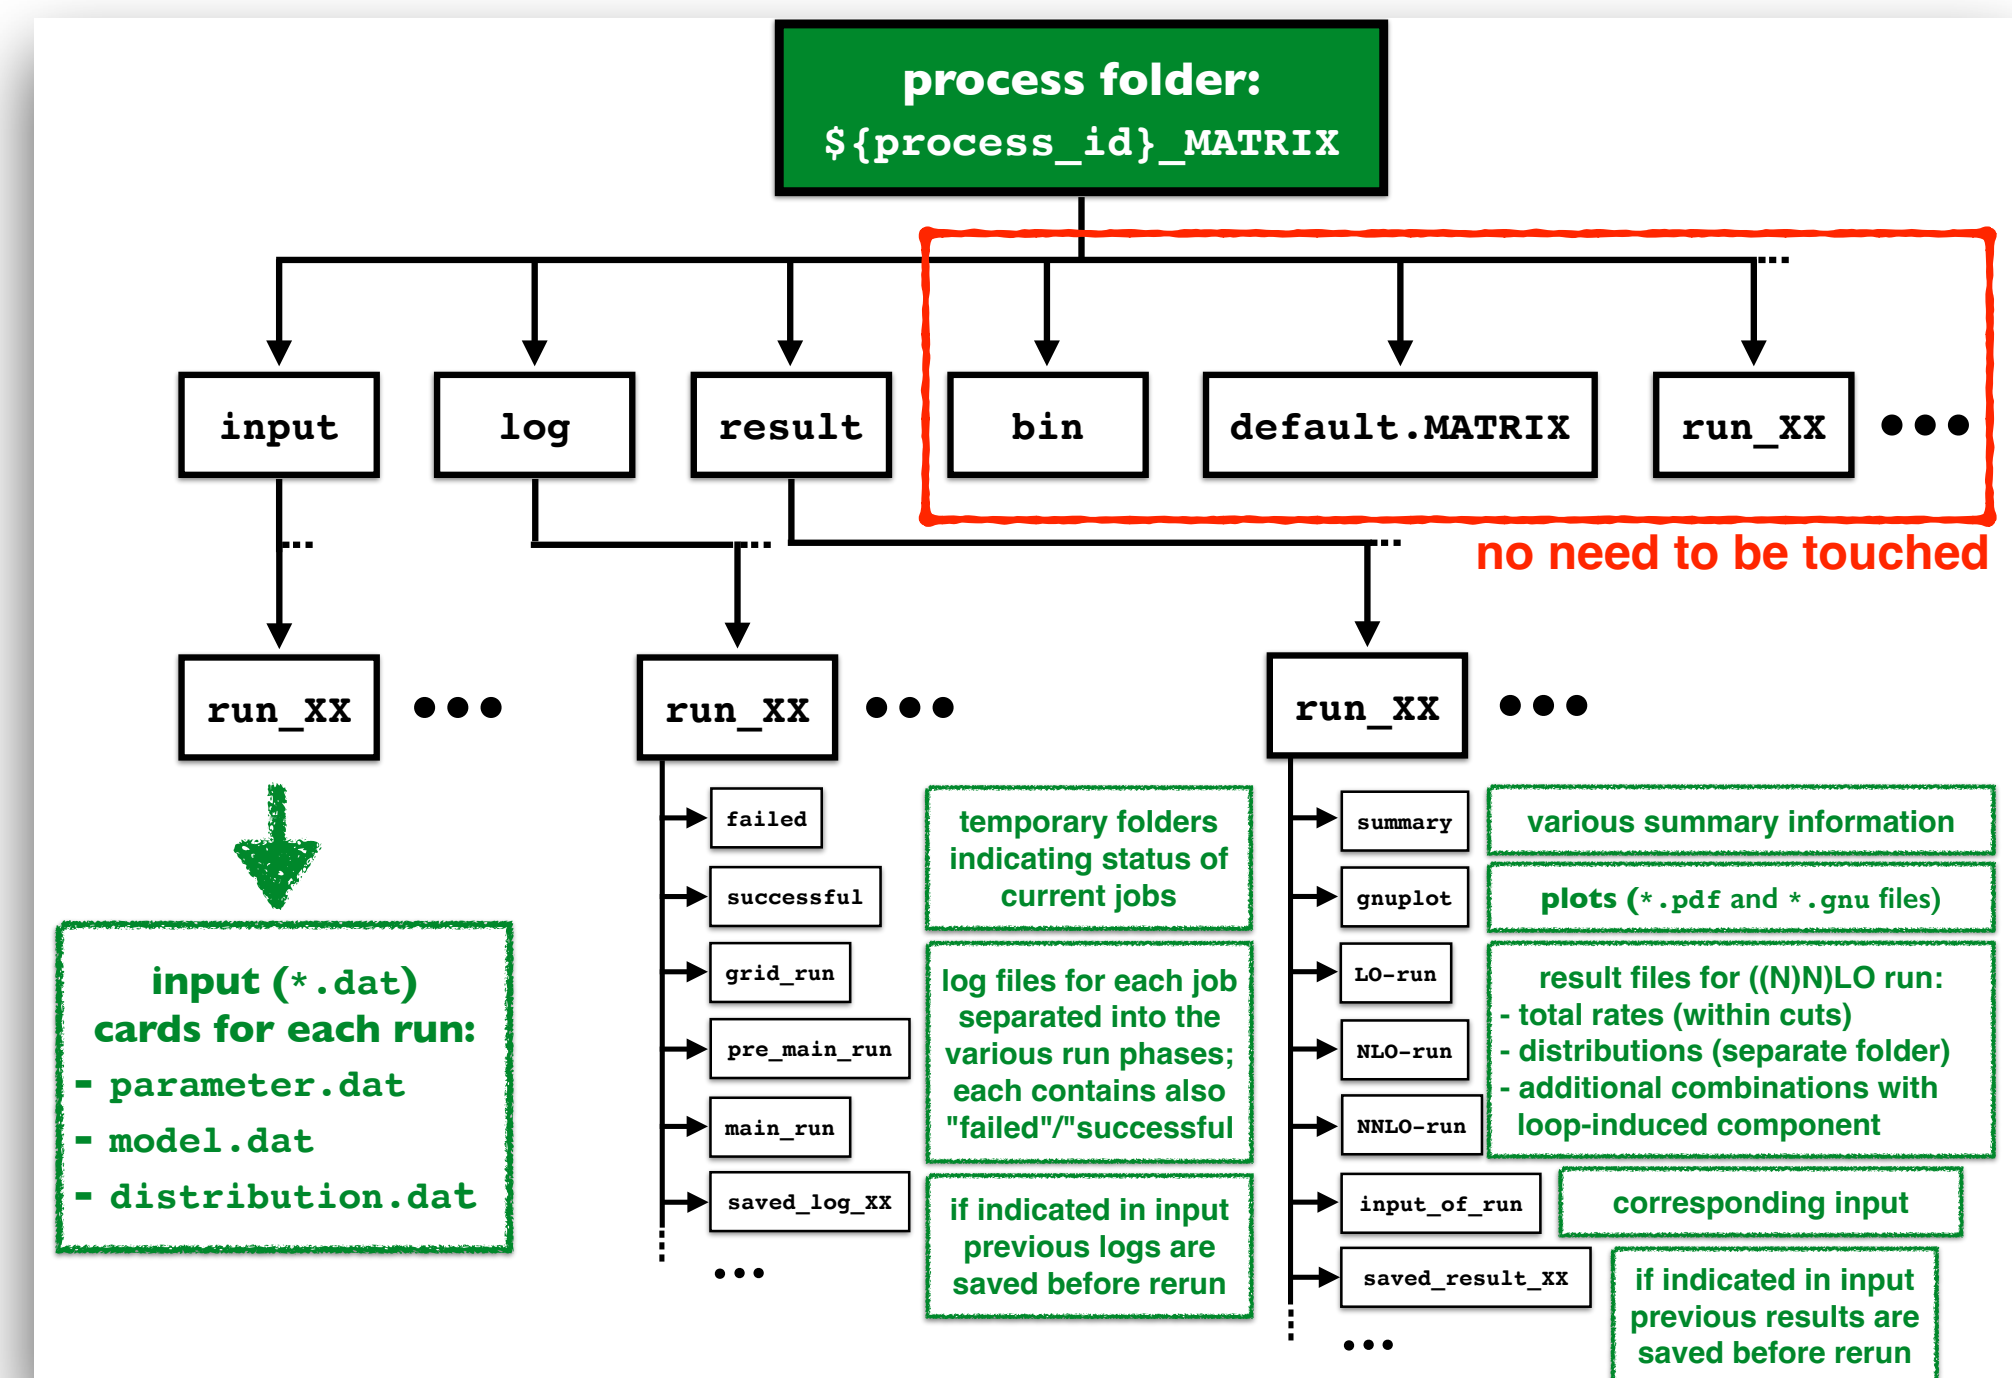 process folder:
${process_id}_MATRIX
input
log
result
bin
default.MATRIX
run_XX
no need to be touched
run_XX
run_XX
run_XX
input (*.dat)
cards for each run:
- parameter.dat
- model.dat
- distribution.dat
failed
successful
grid_run
pre_main_run
main_run
saved_log_XX
temporary folders
indicating status of
current jobs
log files for each job
separated into the
various run phases;
each contains also
"failed"/"successful
if indicated in input
previous logs are
saved before rerun
summary
gnuplot
LO-run
NLO-run
NNLO-run
input_of_run
saved_result_XX
various summary information
plots (*.pdf and *.gnu files)
result files for ((N)N)LO run:
- total rates (within cuts)
- distributions (separate folder)
- additional combinations with
loop-induced component
corresponding input
if indicated in input
previous results are
saved before rerun